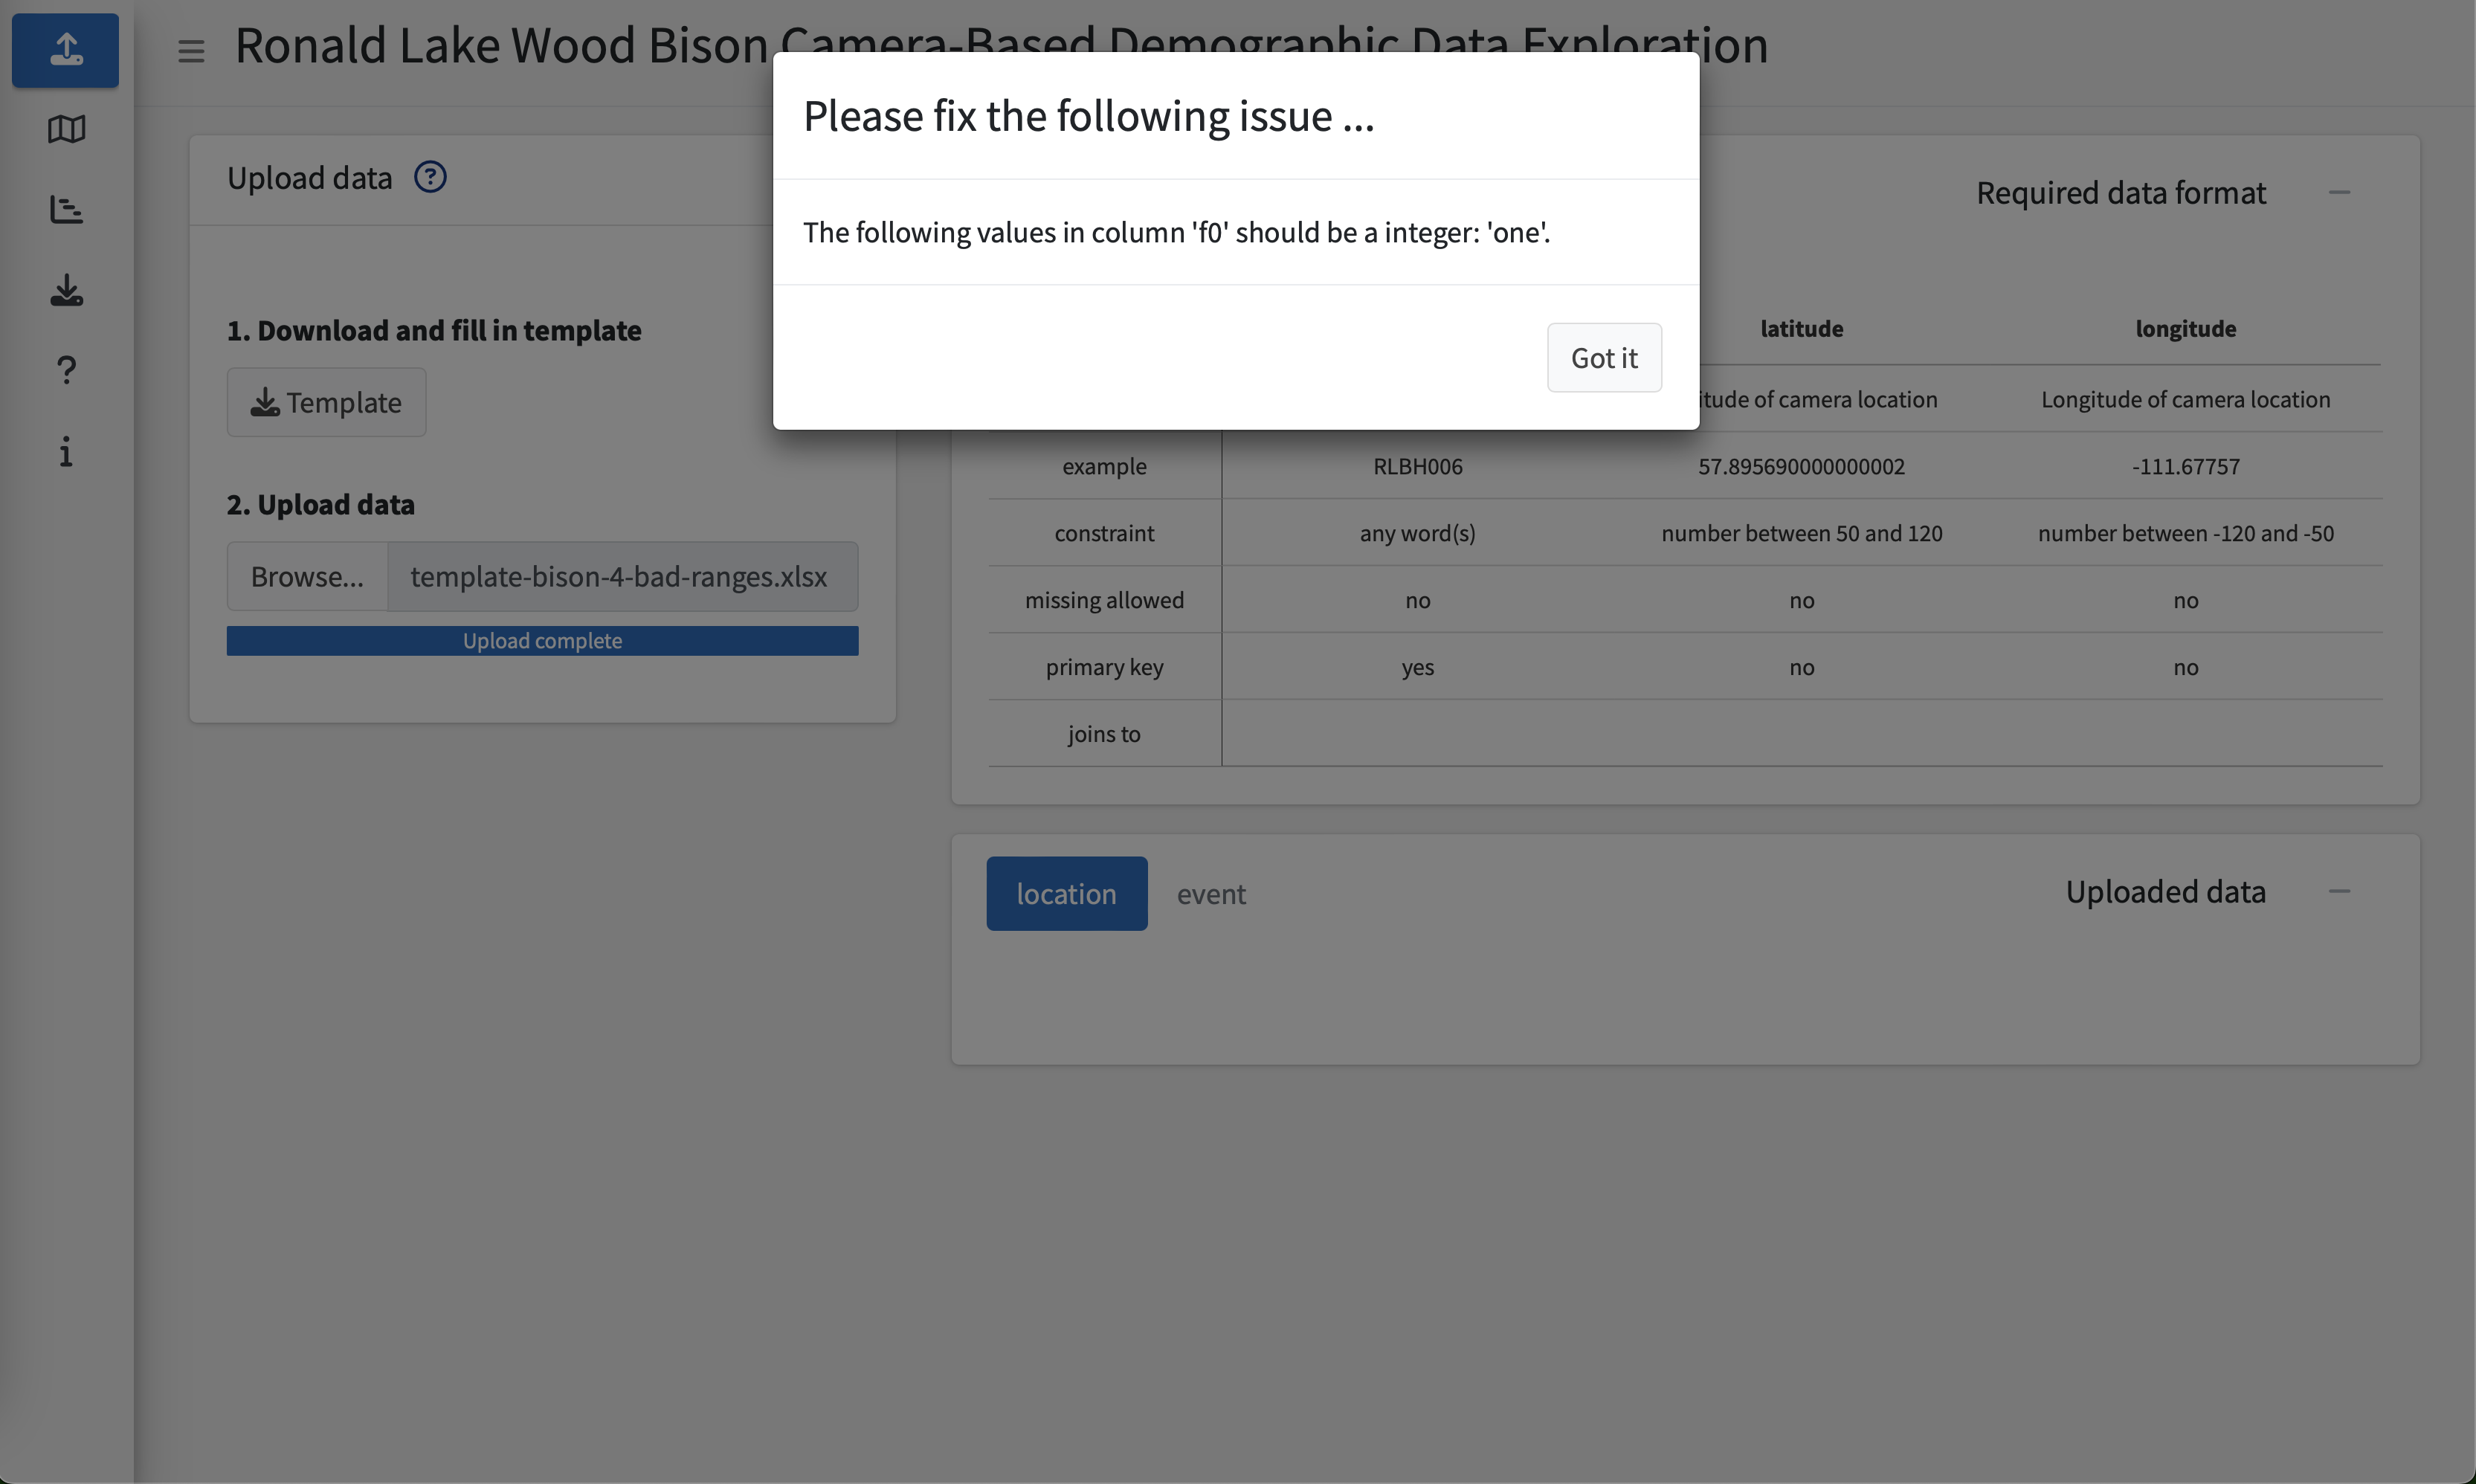 Ronald Lake Wood Bison Camera-Based Demographic Data Exploration
Please fix the following issue ...
The following values in column 'f0' should be a integer: 'one'.
Got it
Upload data
1. Download and fill in template
Template
2. Upload data
Browse... template-bison-4-bad-ranges.xlsx
Upload complete
Required data format
latitude longitude
itude of camera location Longitude of camera location
example RLBH006 57.895690000000002 -111.67757
constraint any word(s) number between 50 and 120 number between -120 and -50
missing allowed no no no
primary key yes no no
joins to
location event Uploaded data